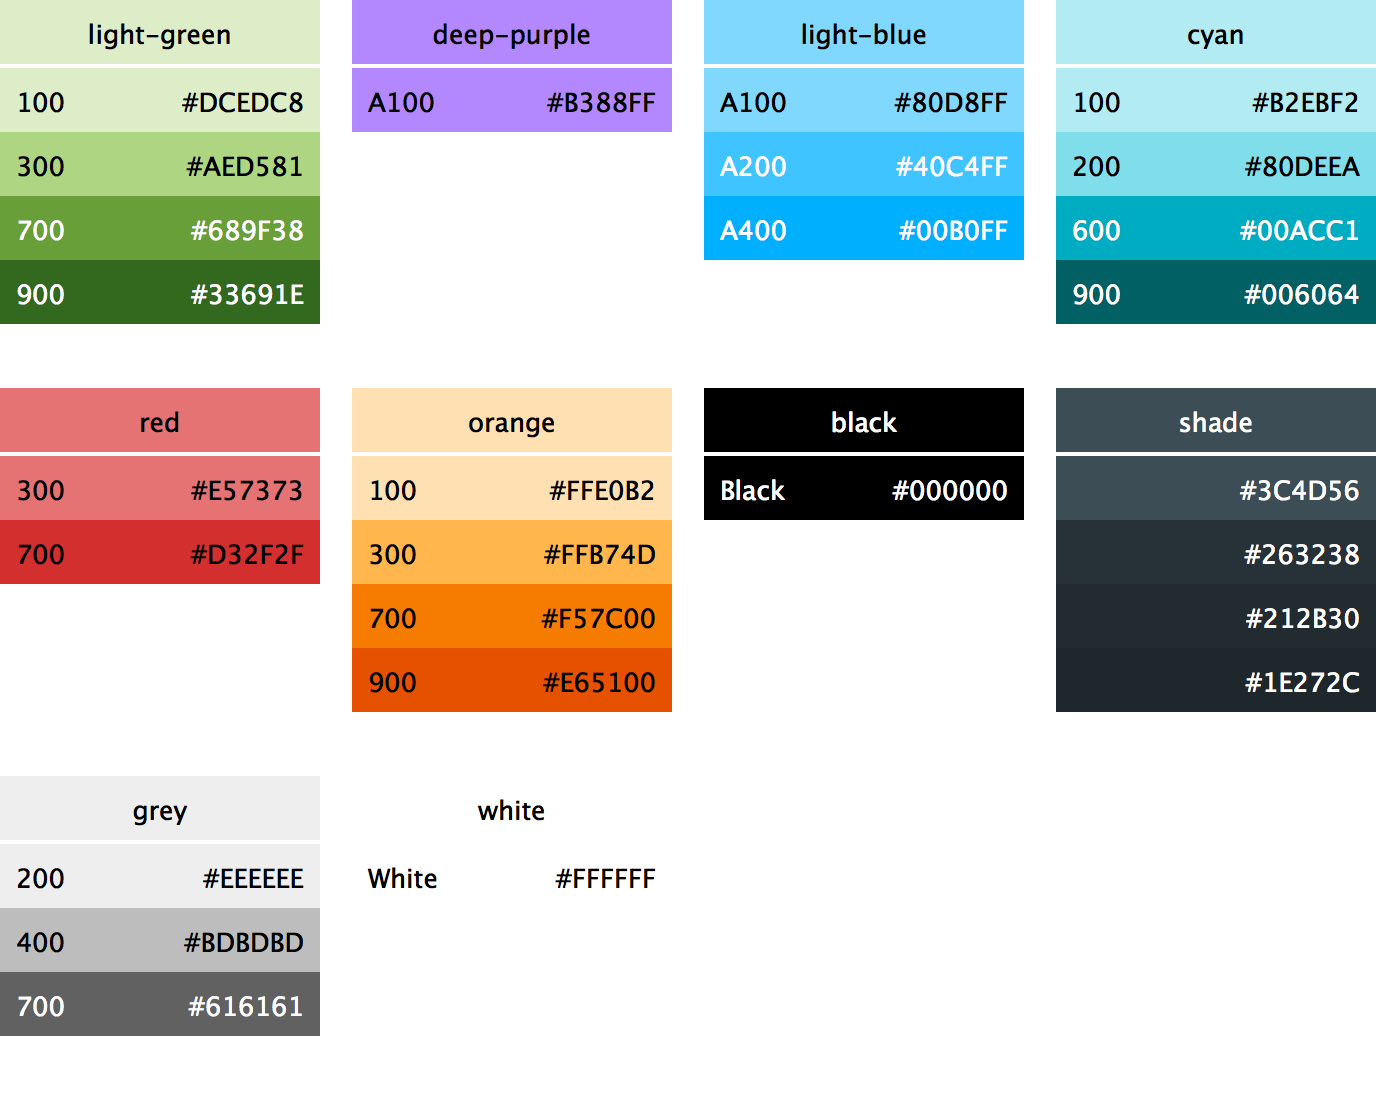 light-green
100 #DCEDC8
300 #AED581
700 #689F38
900 #33691E
deep-purple
A100 #B388FF
light-blue
A100 #80D8FF
A200 #40C4FF
A400 #00B0FF
cyan
100 #B2EBF2
200 #80DEEA
600 #00ACC1
900 #006064
red
300 #E57373
700 #D32F2F
orange
100 #FFE0B2
300 #FFB74D
700 #F57C00
900 #E65100
black
Black #000000
shade
#3C4D56
#263238
#212B30
#1E272C
grey
200 #EEEEEE
400 #BDBDBD
700 #616161
white
White #FFFFFF